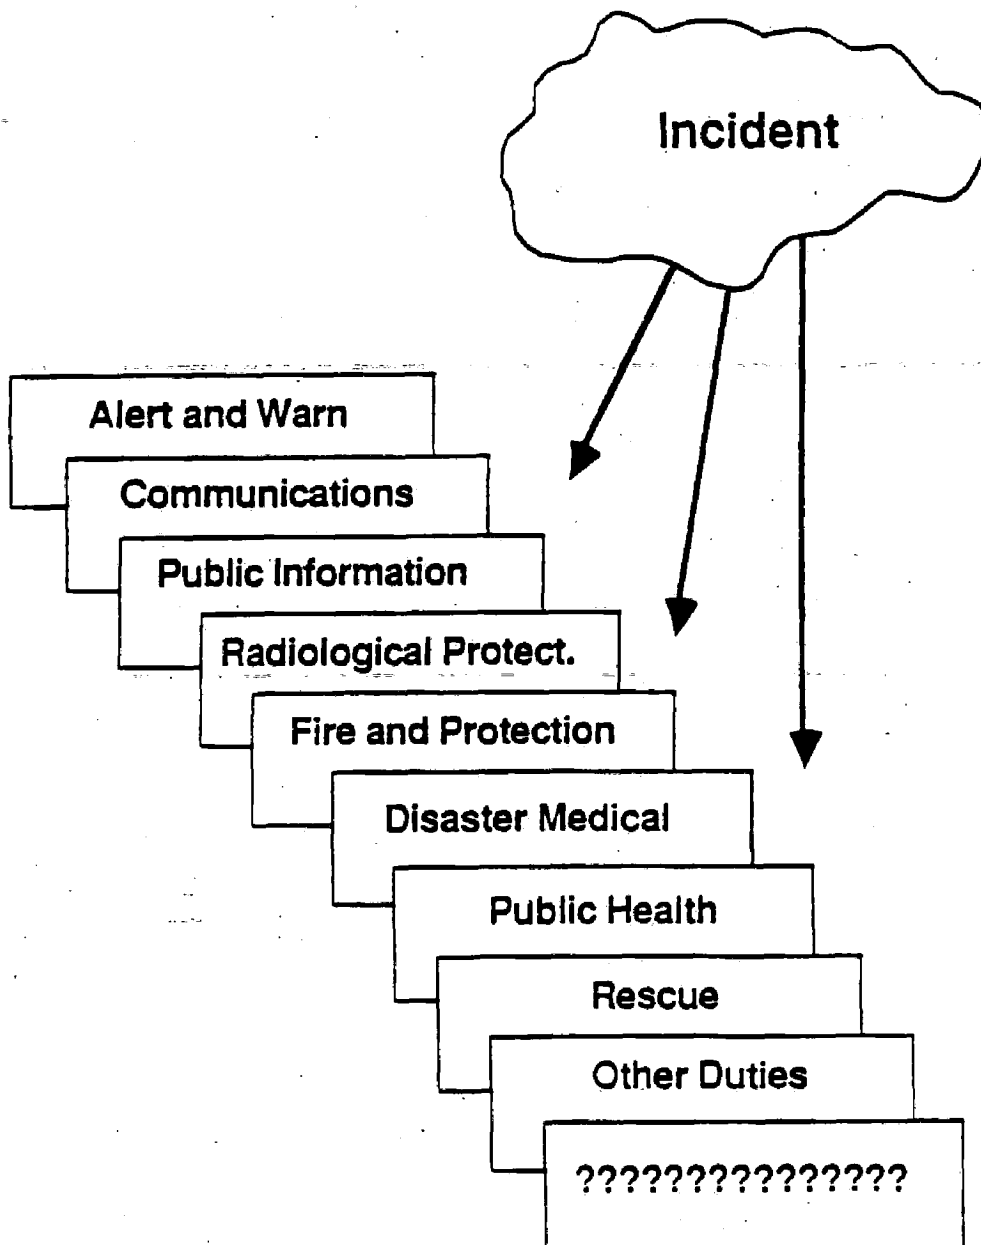 Incident
Alert and Warn
Communications
Public Information
Radiological Protect.
Fire and Protection
Disaster Medical
Public Health
Rescue
Other Duties
???????????????